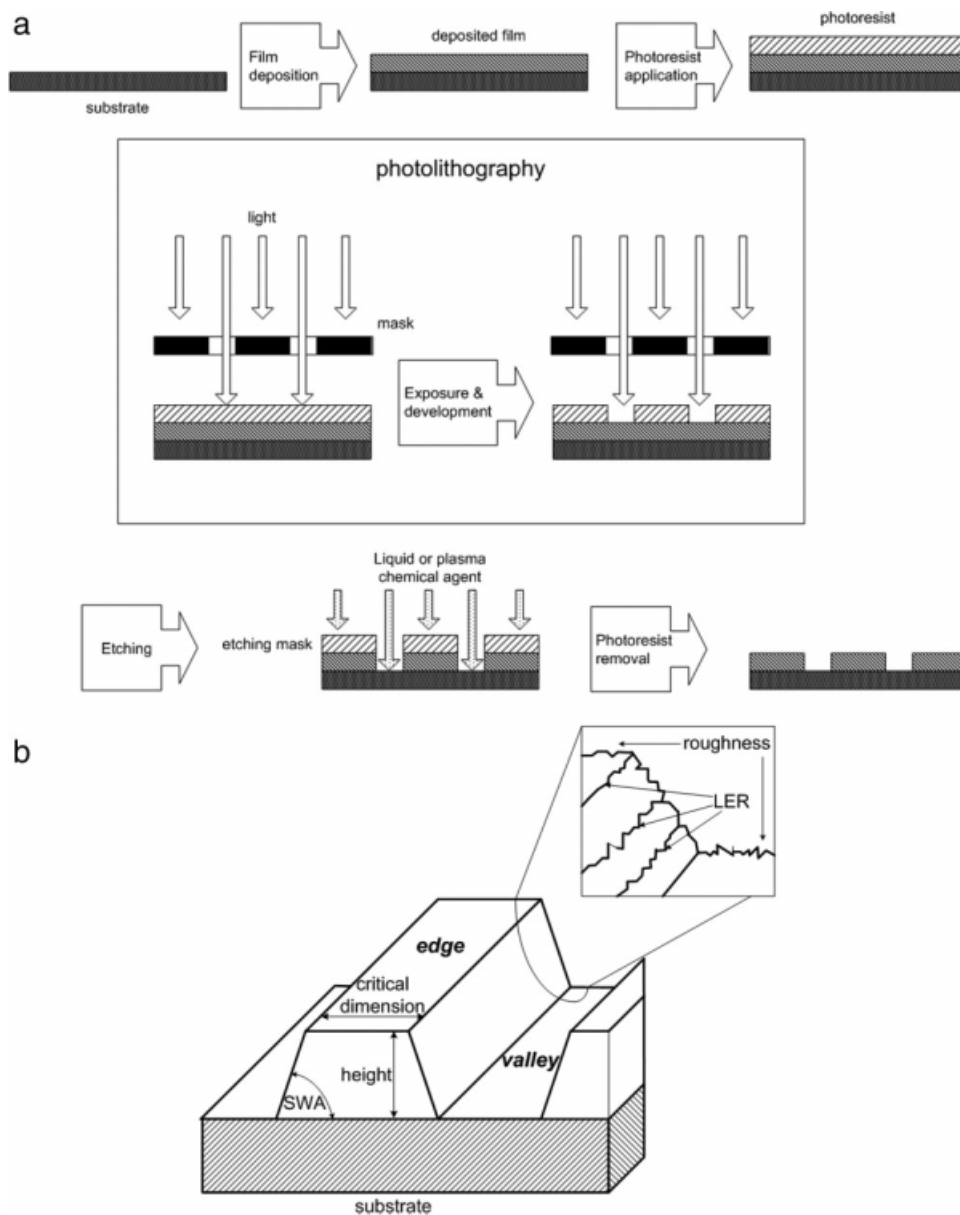 a
Film
deposition
deposited film
Photoresist
application
photoresist
substrate
photolithography
light
mask
Exposure &
development
Liquid or plasma
chemical agent
Etching
etching mask
Photoresist
removal
b
roughness
LER
edge
critical
dimension
height
valley
SWA
substrate